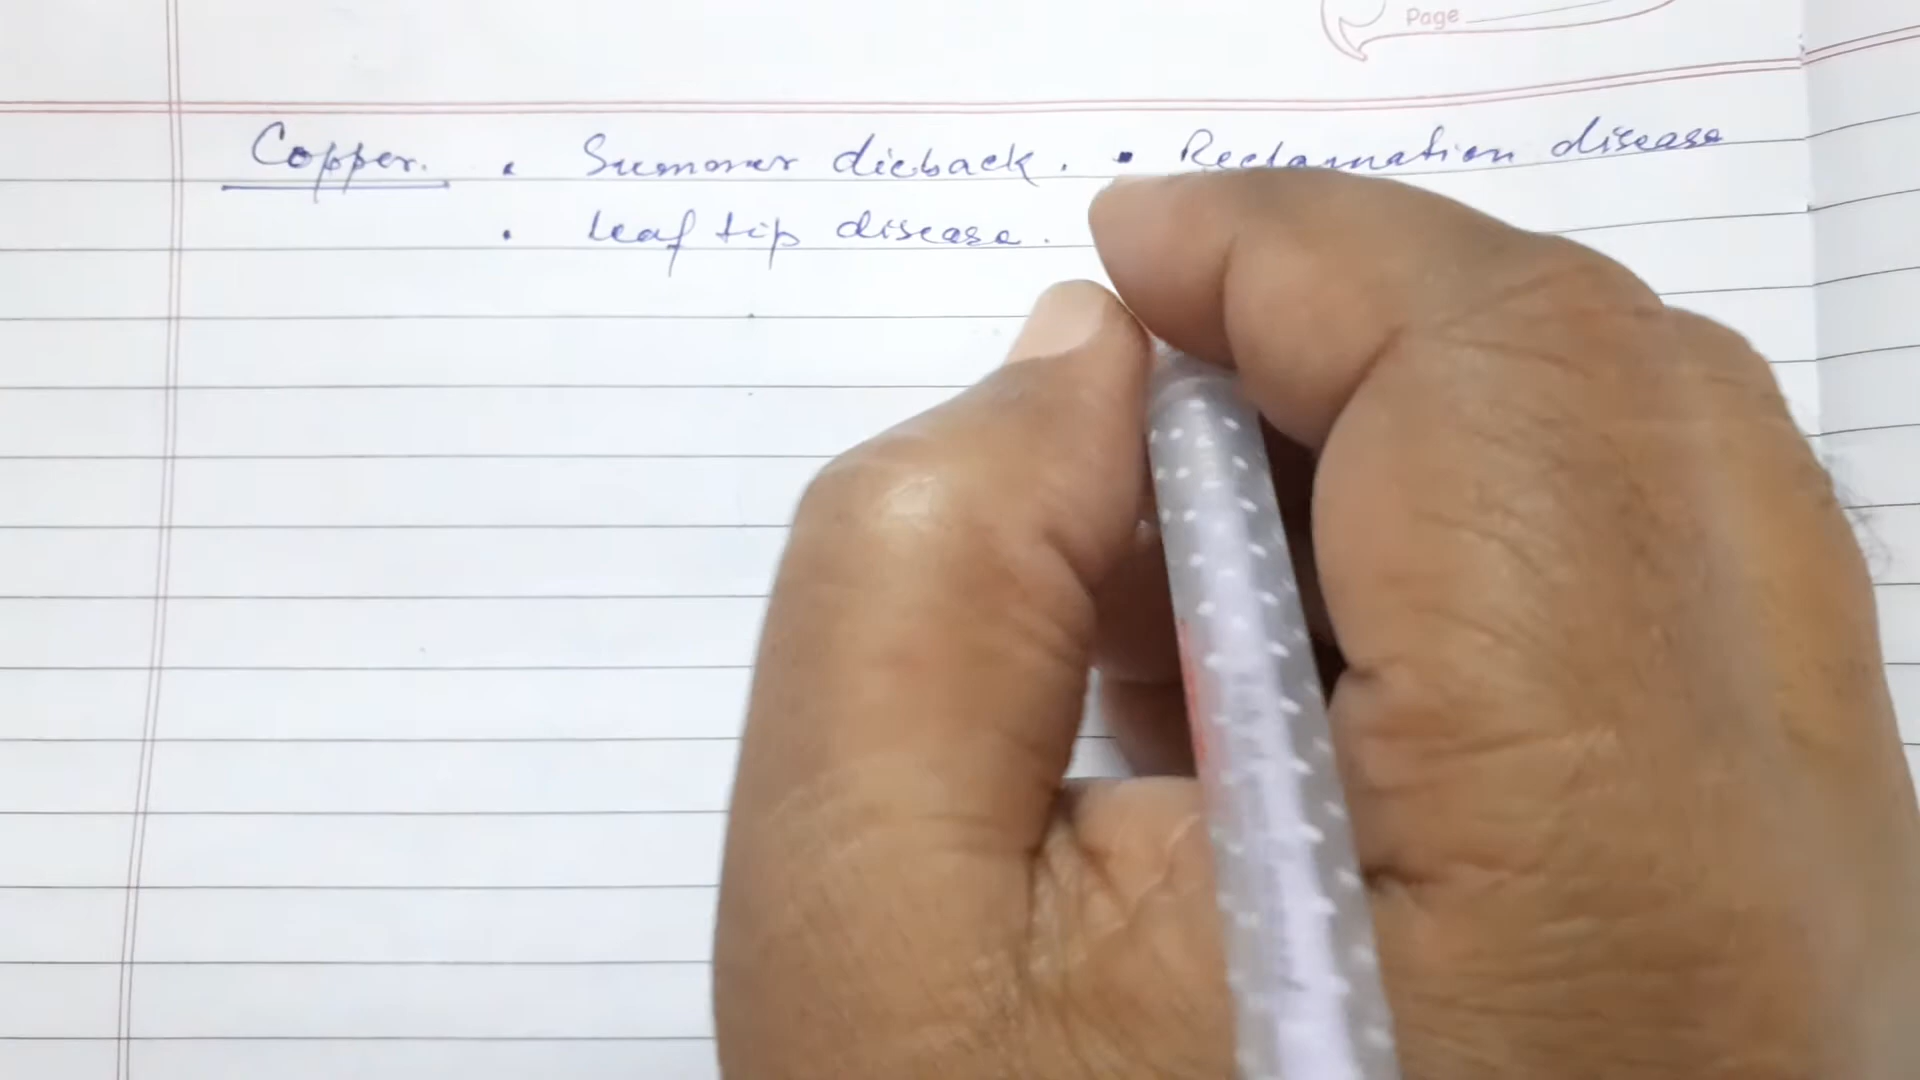 Page
Copper. • Summer dieback. • Reclamation disease
• leaf tip disease.